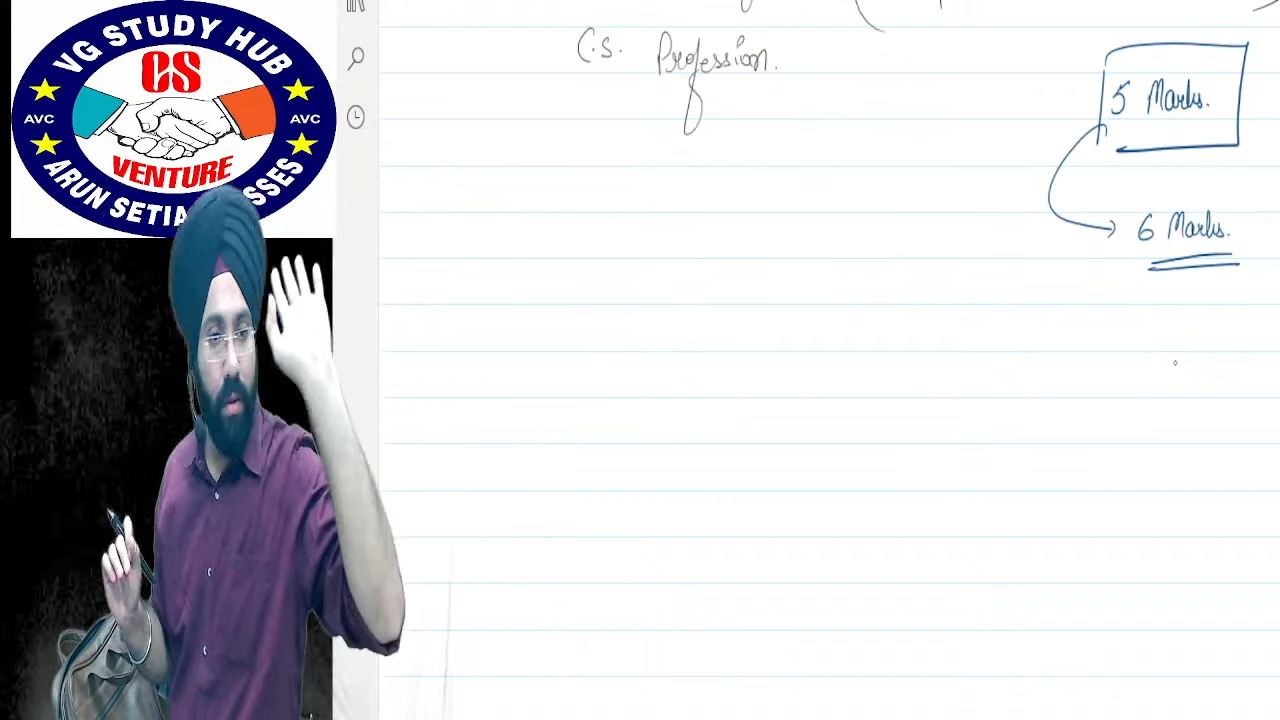 VG STUDY HUB
CS
AVC
AVC
VENTURE
ARUN SETIA
SSES
C.S. Profession.
5 Marks.
6 Marks.